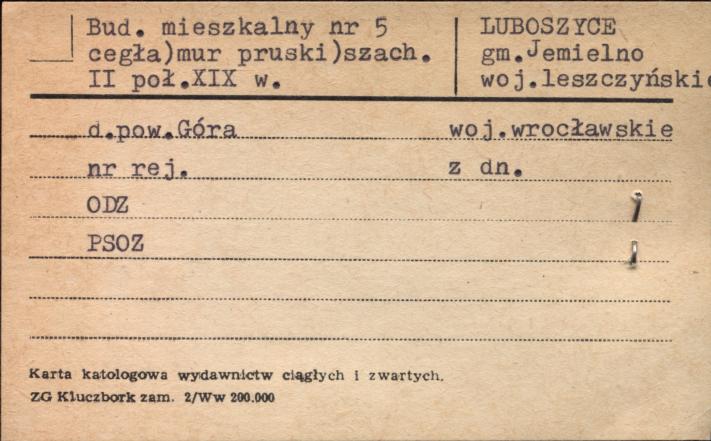 Bud. mieszkalny nr 5
cegła)mur pruski)szach.
II poł.XIX w.
LUBOSZYCE
gm.Jemielno
woj.leszczyńskie
d.pow.Góra woj.wrocławskie
nr rej. z dn.
ODZ
PSOZ
Karta katologowa wydawnictw ciągłych i zwartych.
ZG Kluczbork zam. 2/Ww 200.000